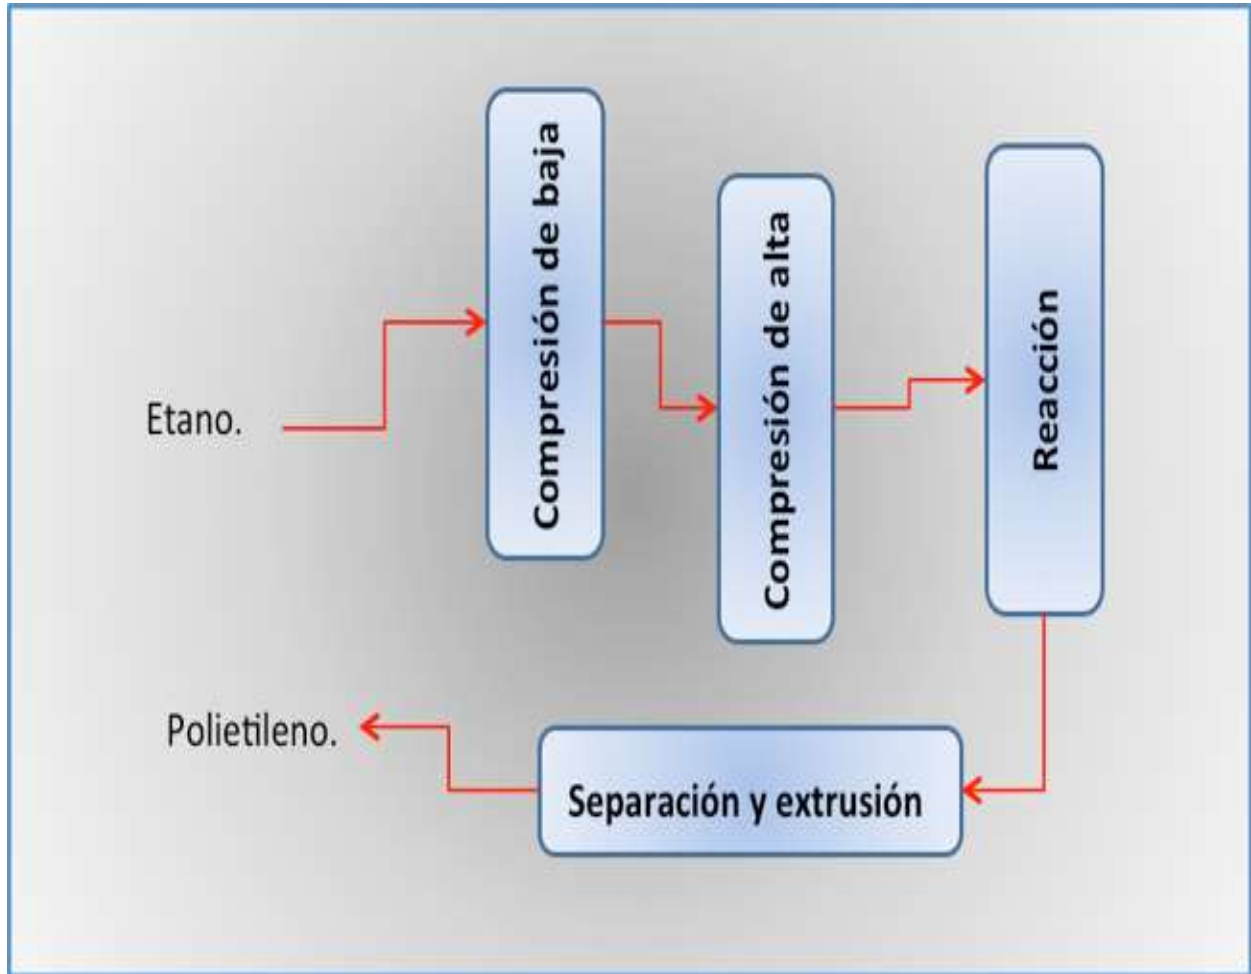 Etano.
Compresión de baja
Compresión de alta
Reacción
Separación y extrusión
Polietileno.